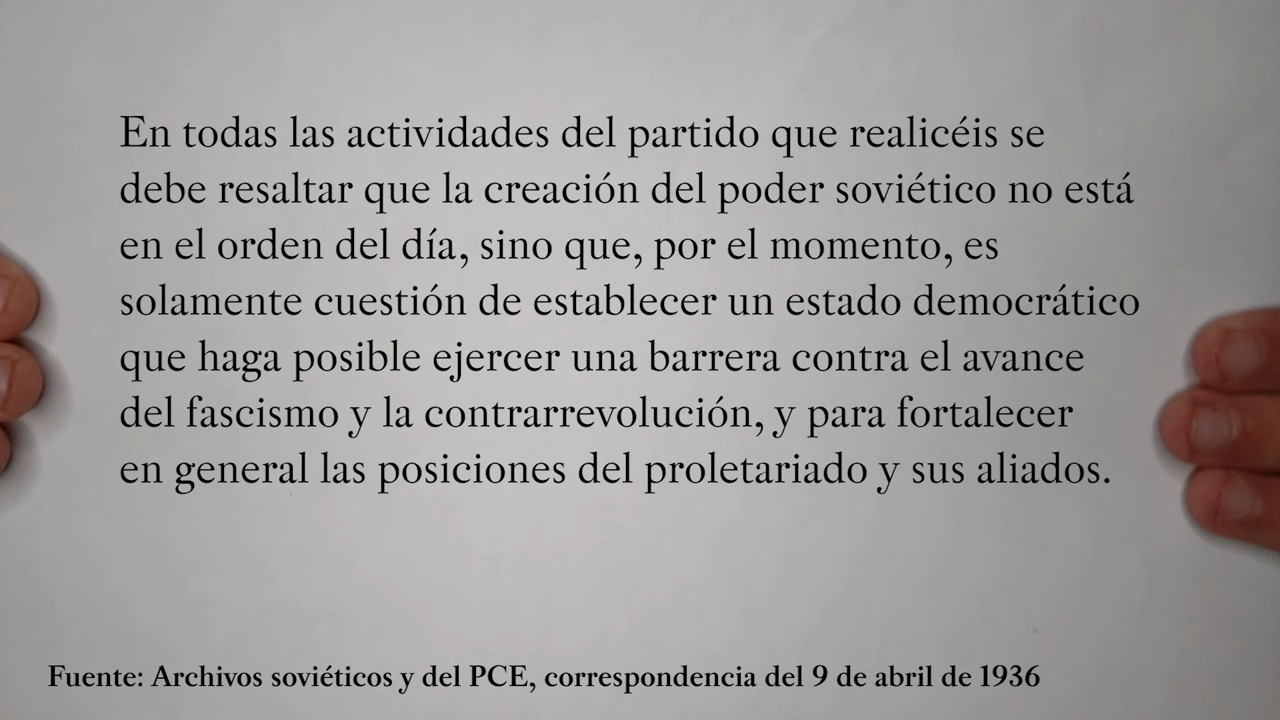 En todas las actividades del partido que realicéis se
debe resaltar que la creación del poder soviético no está
en el orden del día, sino que, por el momento, es
solamente cuestión de establecer un estado democrático
que haga posible ejercer una barrera contra el avance
del fascismo y la contrarrevolución, y para fortalecer
en general las posiciones del proletariado y sus aliados.
Fuente: Archivos soviéticos y del PCE, correspondencia del 9 de abril de 1936